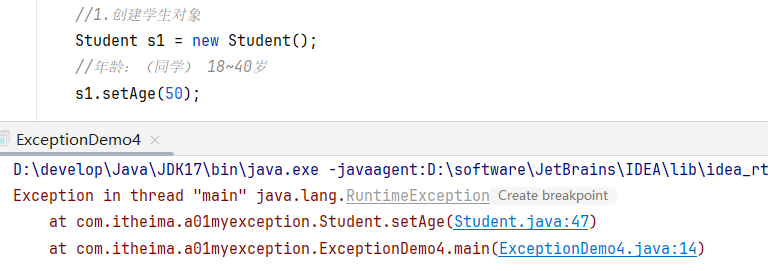 //1.创建学生对象
Student s1 = new Student();
//年龄：（同学） 18~40岁
s1.setAge(50);
ExceptionDemo4 ×
D:\develop\Java\JDK17\bin\java.exe -javaagent:D:\software\JetBrains\IDEA\lib\idea_rt
Exception in thread "main" java.lang.RuntimeException Create breakpoint
at com.itheima.a01myexception.Student.setAge(Student.java:47)
at com.itheima.a01myexception.ExceptionDemo4.main(ExceptionDemo4.java:14)